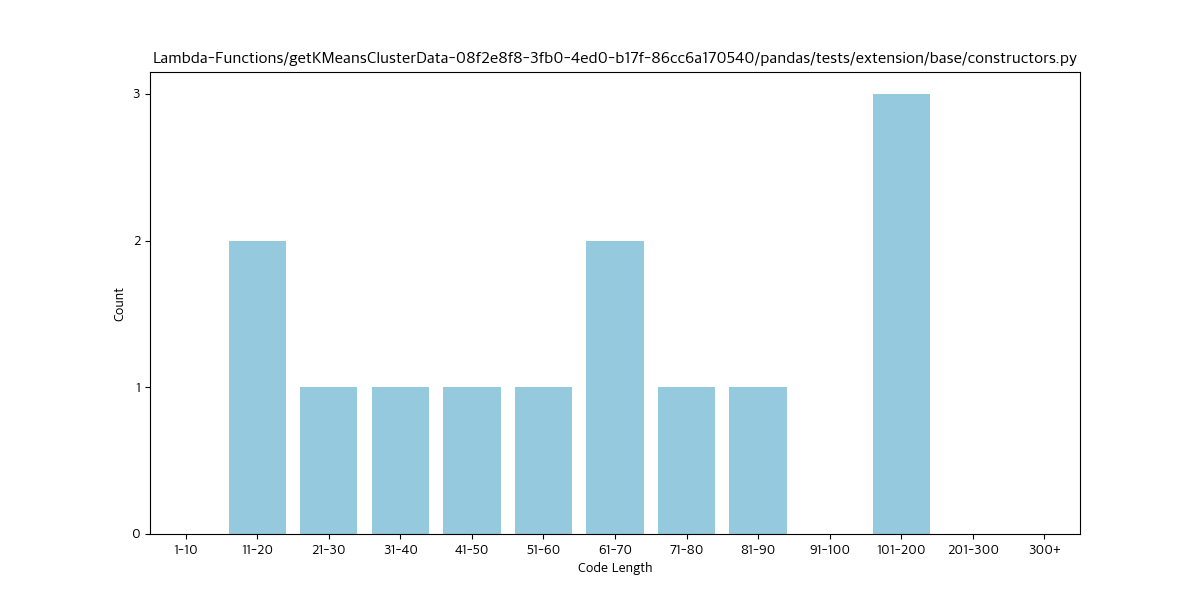 Lambda-Functions/getKMeansClusterData-08f2e8f8-3fb0-4ed0-b17f-86cc6a170540/pandas/tests/extension/base/constructors.py
3
2
1
0
Count
1-10 11-20 21-30 31-40 41-50 51-60 61-70 71-80 81-90 91-100 101-200 201-300 300+
Code Length